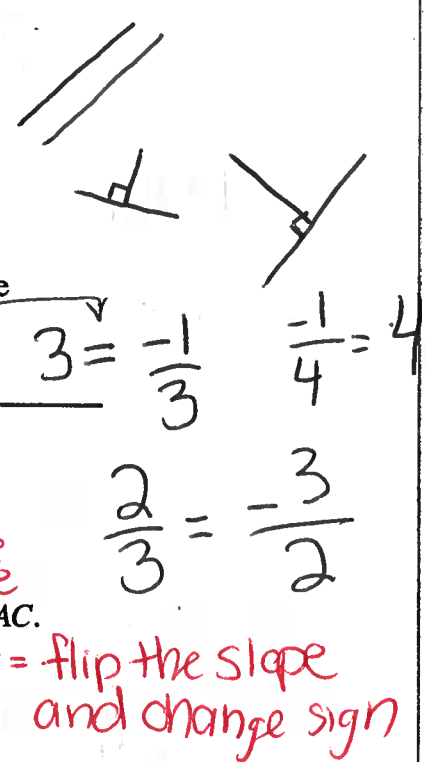 e
3 = -1/3
-1/4 = 4
2/3 = -3/2
e
AC.
= flip the slope
and change sign